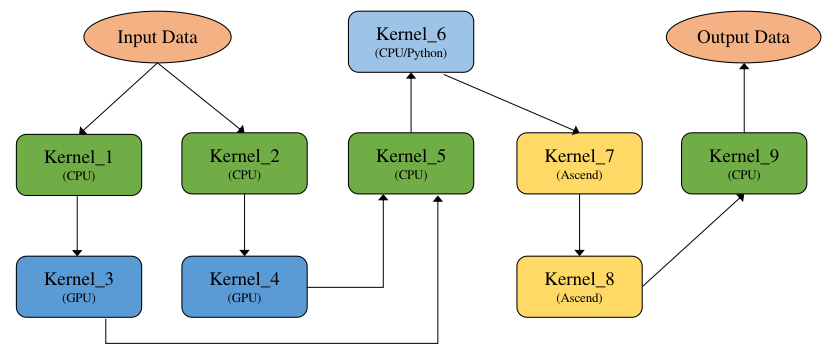 Input Data
Kernel_6
(CPU/Python)
Output Data
Kernel_1
(CPU)
Kernel_2
(CPU)
Kernel_5
(CPU)
Kernel_7
(Ascend)
Kernel_9
(CPU)
Kernel_3
(GPU)
Kernel_4
(GPU)
Kernel_8
(Ascend)